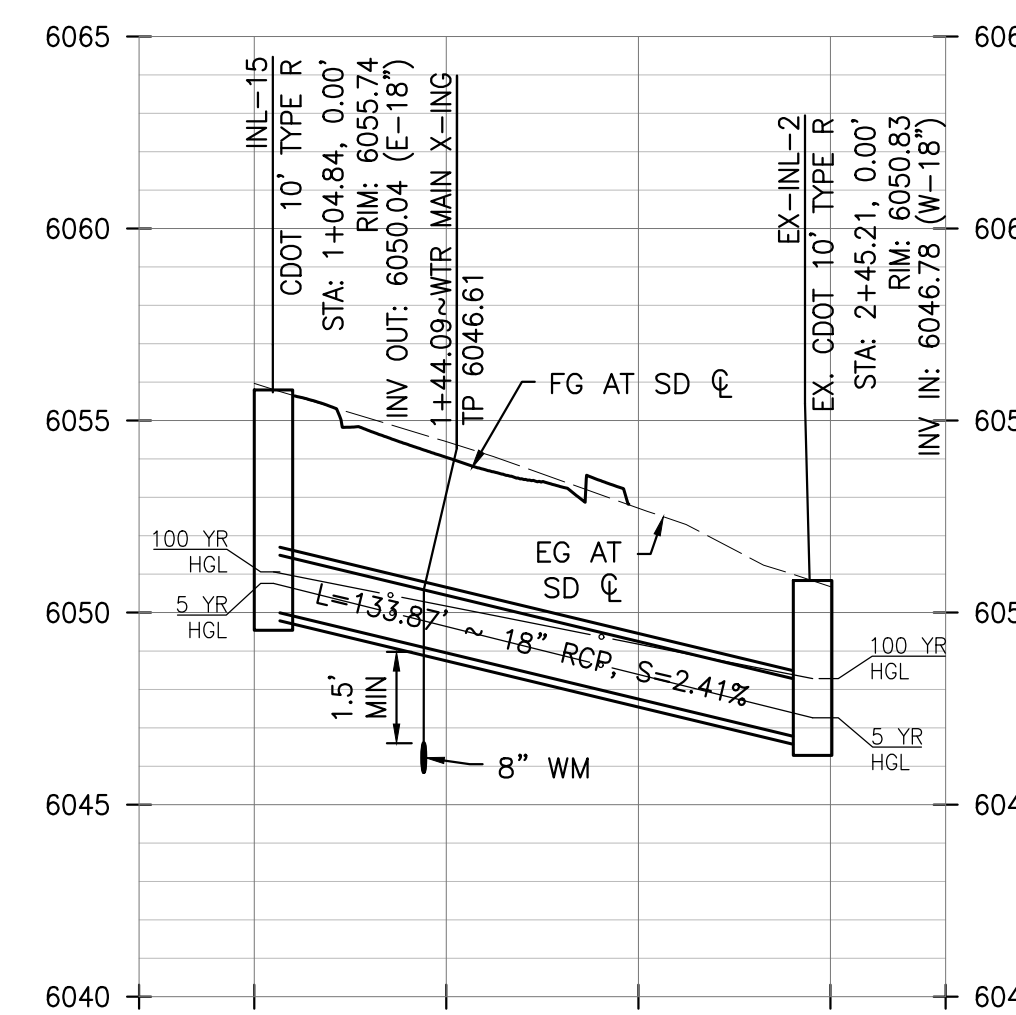 6065
6060
6055
6050
6045
6040
INL-15
CDOT 10' TYPE R
STA: 1+04.84, 0.00'
RIM: 6055.74
INV OUT: 6050.04 (E-18")
1+44.09~WTR MAIN X-ING
TP 6046.61
EX-INL-2
EX. CDOT 10' TYPE R
STA: 2+45.21, 0.00'
RIM: 6050.83
INV IN: 6046.78 (W-18")
FG AT SD ℄
EG AT
SD ℄
100 YR
HGL
5 YR
HGL
L=133.87' ~ 18" RCP, S=2.41%
1.5'
MIN
8" WM
100 YR
HGL
5 YR
HGL